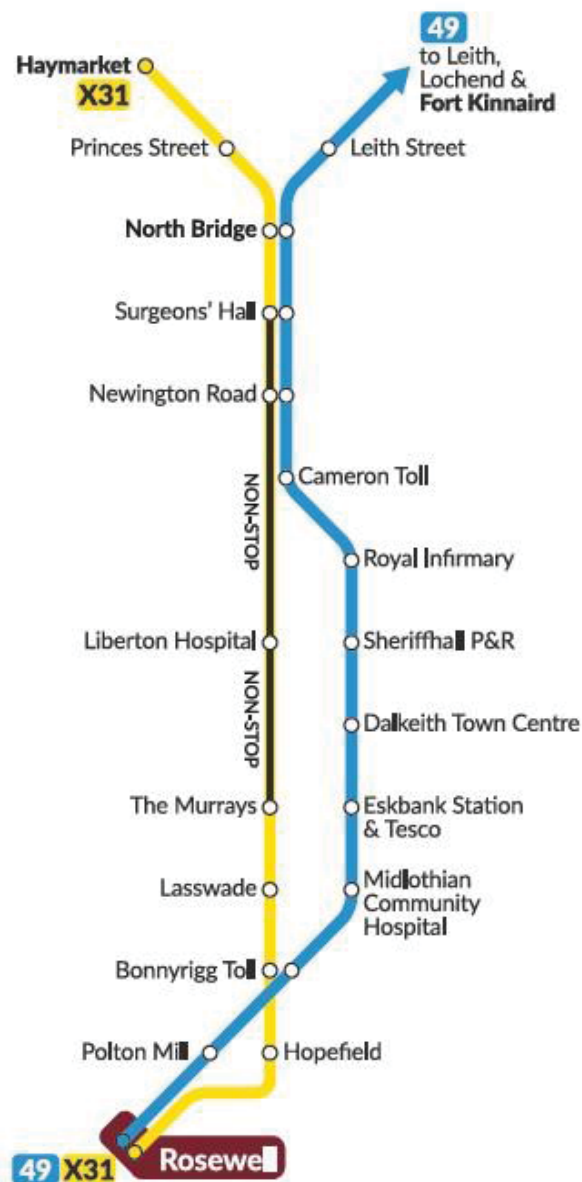 49
to Leith,
Lochend &
Fort Kinnaird
Haymarket
X31
Princes Street
Leith Street
North Bridge
Surgeons' Hall
Newington Road
Cameron Toll
NON-STOP
Royal Infirmary
Liberton Hospital
Sheriffhall P&R
NON-STOP
Dalkeith Town Centre
The Murrays
Eskbank Station
& Tesco
Lasswade
Midlothian
Community
Hospital
Bonnyrigg Toll
Polton Mill
Hopefield
49 X31
Rosewell